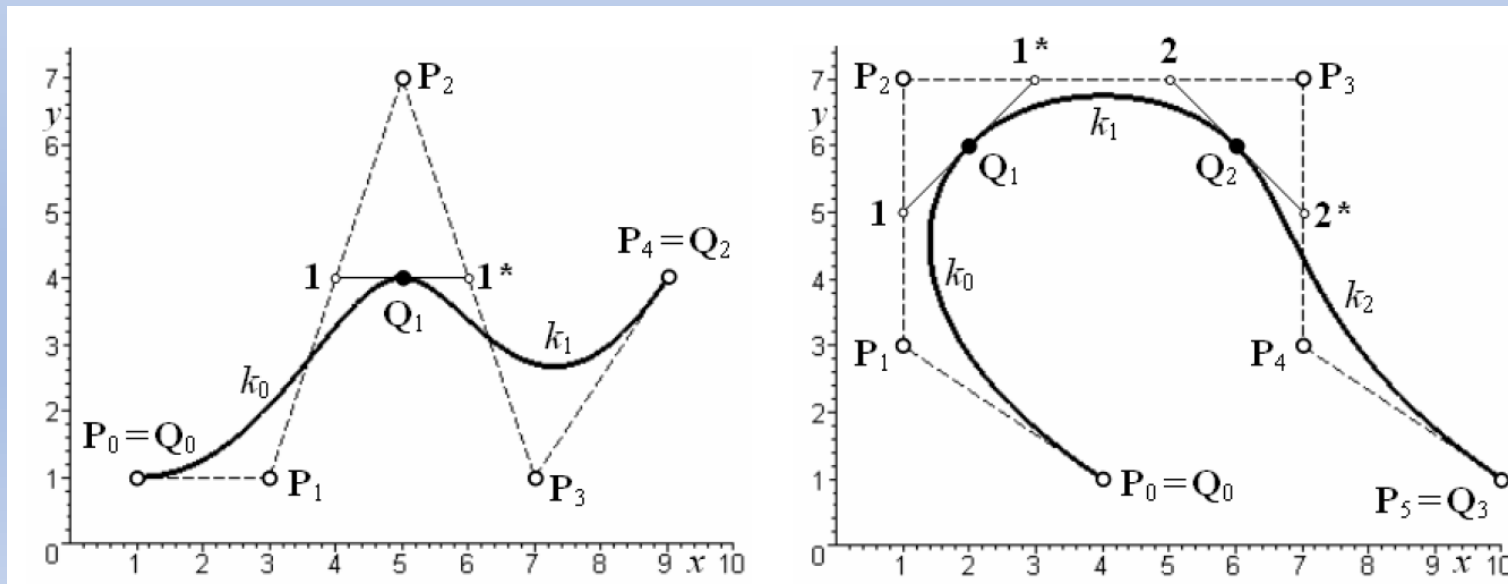 7
P₂
y
6
5
1
1*
P₄=Q₂
4
Q₁
3
k₁
k₀
2
P₀=Q₀
1
P₁
P₃
0
1 2 3 4 5 6 7 8 9 x 10
1* 2
7
P₂
P₃
y
k₁
6
Q₁
Q₂
5
1
2*
4
k₀
k₂
3
P₁
P₄
2
1
P₀=Q₀
P₅=Q₃
0
1 2 3 4 5 6 7 8 9 x 10